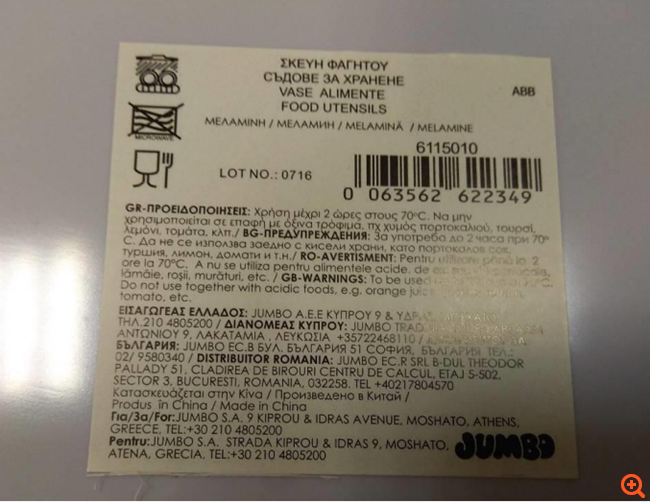 ΣΚΕΥΗ ΦΑΓΗΤΟΥ
СЪДОВЕ ЗА ХРАНЕНЕ
VASE ALIMENTE
FOOD UTENSILS
ABB
ΜΕΛΑΜΙΝΗ / МЕЛАМИН / MELAMINĂ / MELAMINE
MICROWAVE
6115010
LOT NO.: 0716
0 063562 622349
GR-ΠΡΟΕΙΔΟΠΟΙΗΣΕΙΣ: Χρήση μέχρι 2 ώρες στους 70°C. Να μην
χρησιμοποιείται σε επαφή με όξινα τρόφιμα, πχ χυμός πορτοκαλιού, τουρσί,
λεμόνι, τομάτα, κλπ./ BG-ПРЕДУПРЕЖДЕНИЯ: За употреба до 2 часа при 70°
C. Да не се използва заедно с кисели храни, като портокалов сок,
туршия, лимон, домати и т.н./ RO-AVERTISMENT: Pentru utilizare până la 2
ore la 70°C. A nu se utiliza pentru alimentele acide, de
lămâie, roşii, murături, etc./ GB-WARNINGS: To be used
Do not use together with acidic foods, e.g. orange juice,
tomato, etc.
ΕΙΣΑΓΩΓΕΑΣ ΕΛΛΑΔΟΣ: JUMBO A.E.E ΚΥΠΡΟΥ 9 &
ΤΗΛ.210 4805200 / ΔΙΑΝΟΜΕΑΣ ΚΥΠΡΟΥ: JUMBO
ΑΝΤΩΝΙΟΥ 9, ΛΑΚΑΤΑΜΙΑ , ΛΕΥΚΩΣΙΑ +35722468110 /
БЪЛГАРИЯ: JUMBO EC.B БУЛ. БЪЛГАРИЯ 51 СОФИЯ, БЪЛГАРИЯ ТЕЛ.:
02/ 9580340 / DISTRIBUITOR ROMANIA: JUMBO EC.R SRL B-DUL THEODOR
PALLADY 51, CLADIREA DE BIROURI CENTRU DE CALCUL, ETAJ 5-S02,
SECTOR 3, BUCURESTI, ROMANIA, 032258. TEL +40217804570
Κατασκευάζεται στην Κίνα / Произведено в Китай /
Produs în China / Made in China
Για/За/For: JUMBO S.A. 9 KIPROU & IDRAS AVENUE, MOSHATO, ATHENS,
GREECE, TEL:+30 210 4805200
Pentru:JUMBO S.A. STRADA KIPROU & IDRAS 9, MOSHATO,
ATENA, GRECIA, TEL:+30 210 4805200
JUMBO